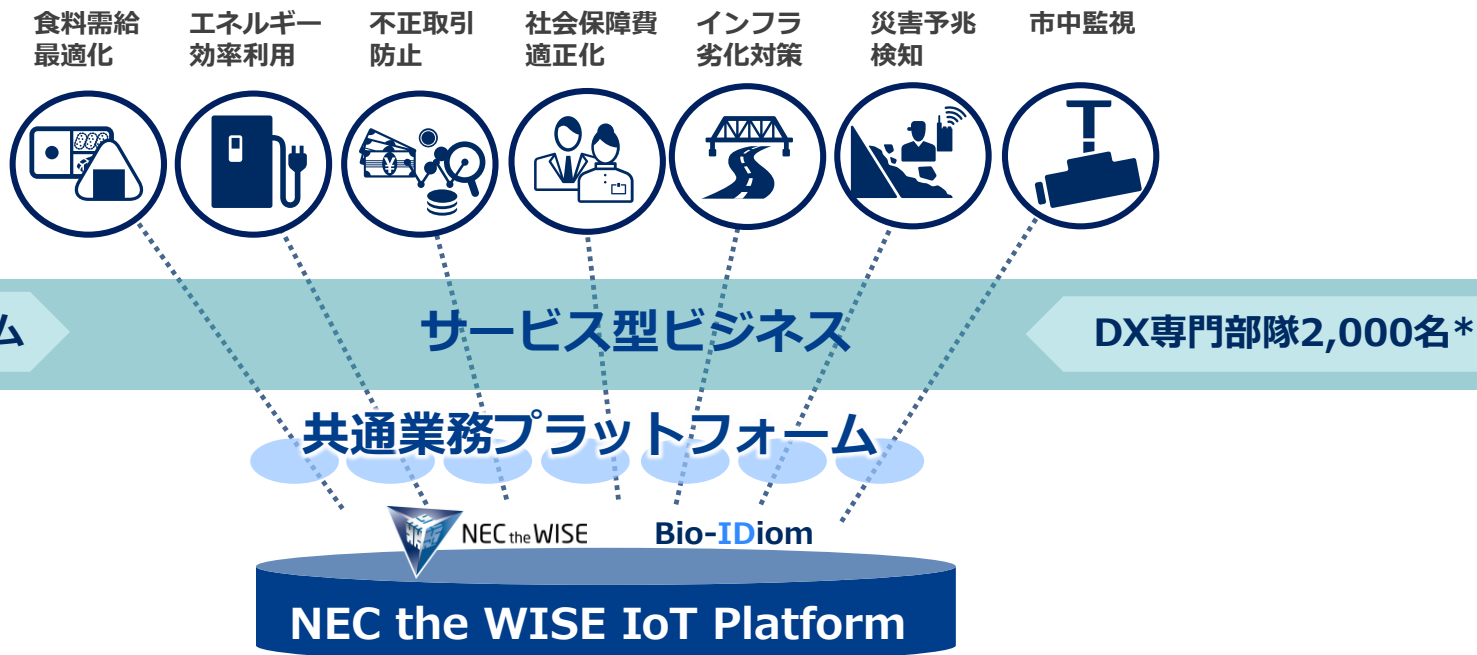 食料需給
最適化
エネルギー
効率利用
不正取引
防止
社会保障費
適正化
インフラ
劣化対策
災害予兆
検知
市中監視
ム
サービス型ビジネス
DX専門部隊2,000名*
共通業務プラットフォーム
NEC the WISE
Bio-IDiom
NEC the WISE IoT Platform